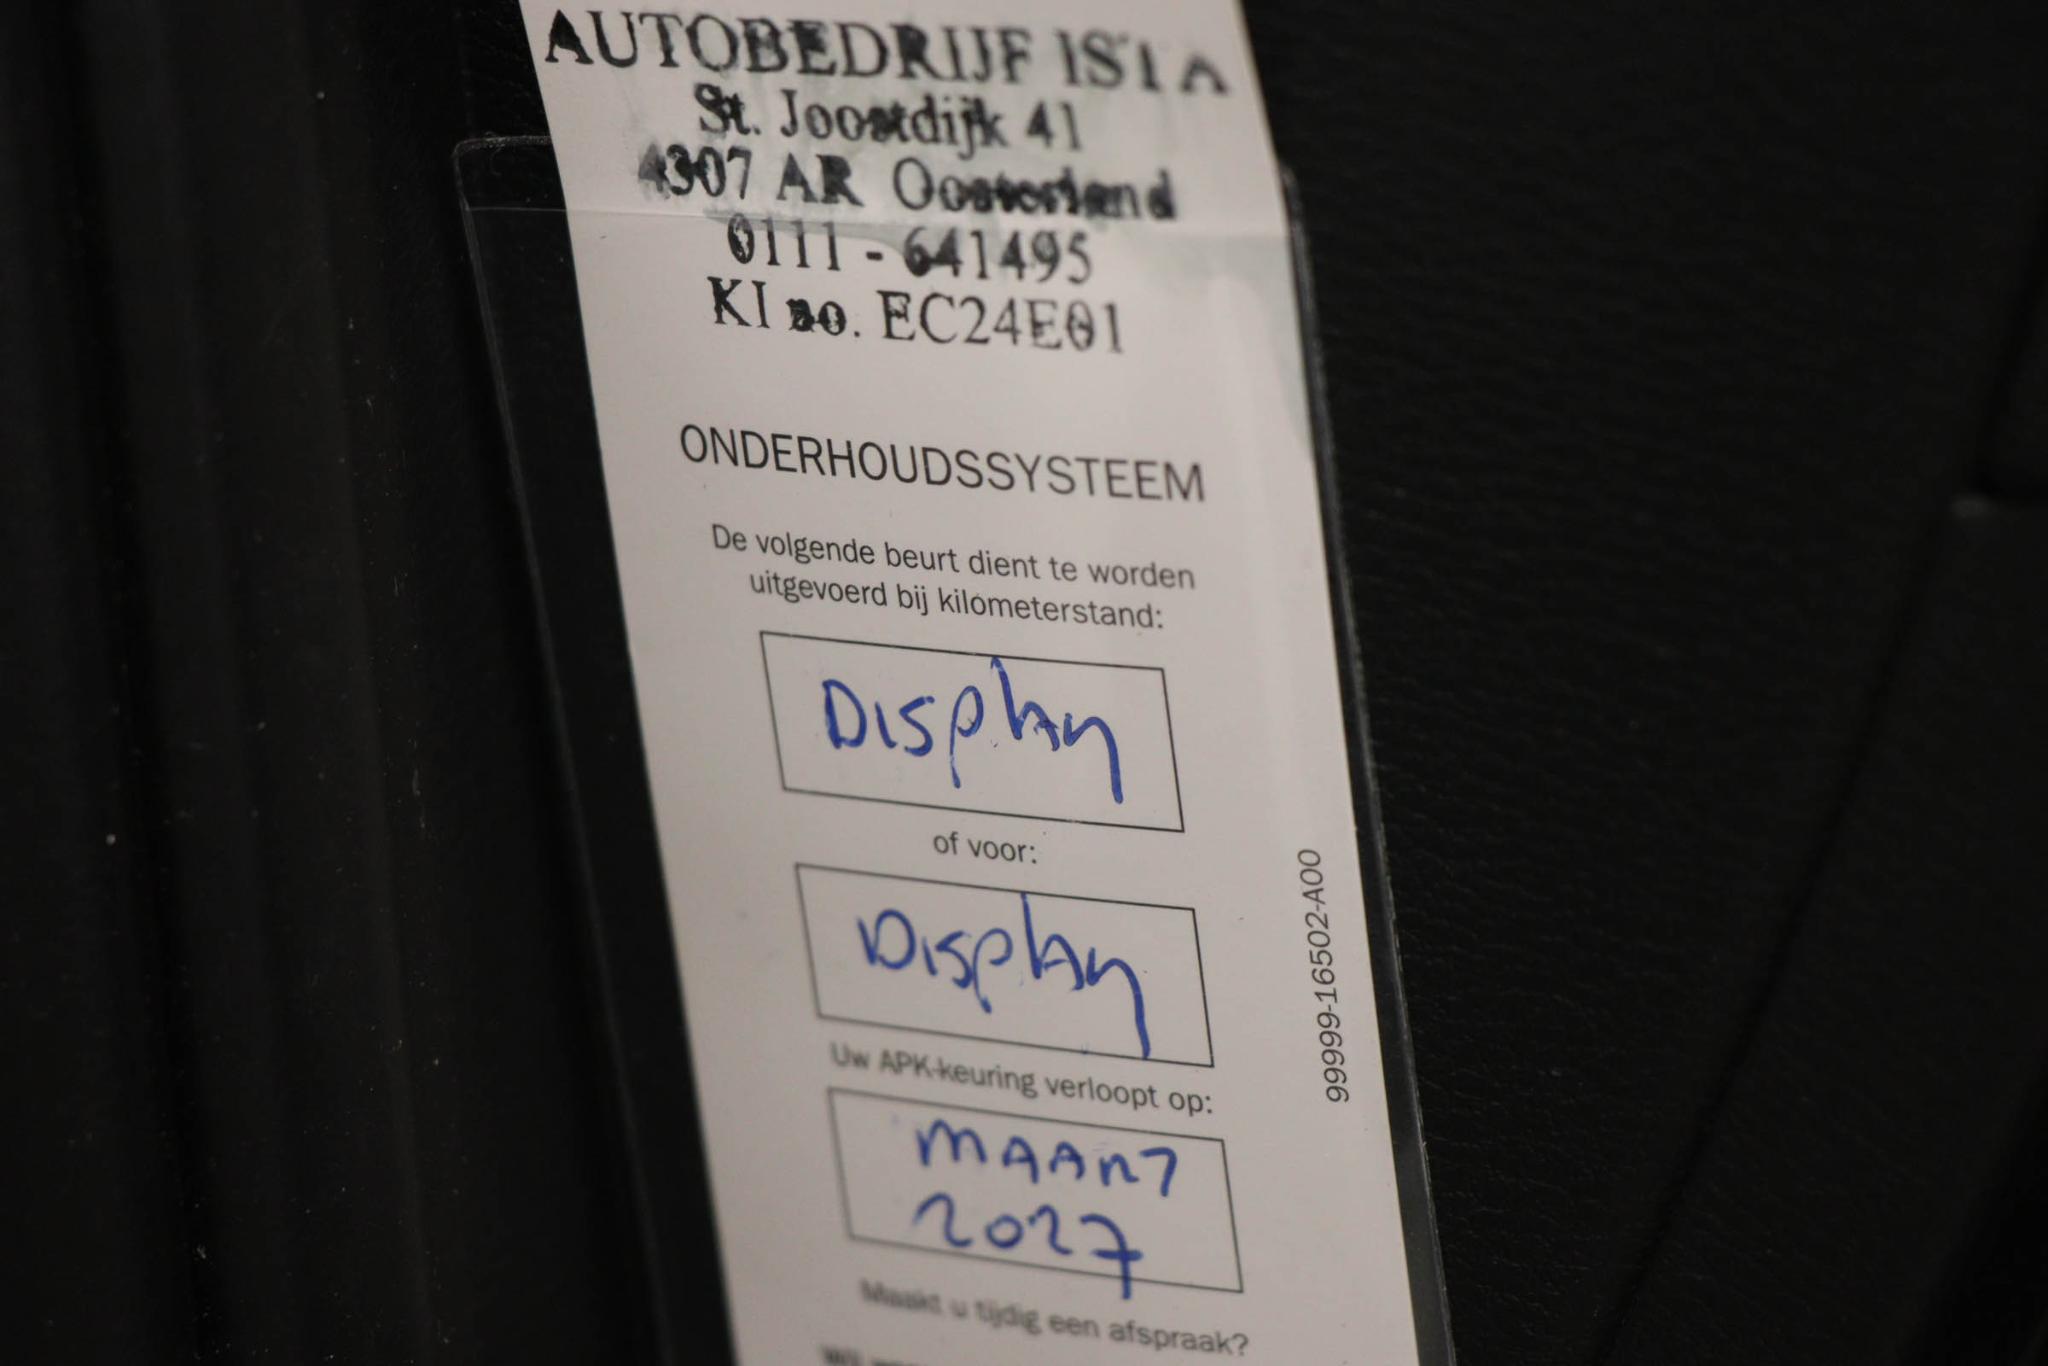 AUTOBEDRIJF ISIA
St. Joostdijk 41
4307 AR Oosterland
0111 - 641495
KI no. EC24E01
ONDERHOUDSSYSTEEM
De volgende beurt dient te worden
uitgevoerd bij kilometerstand:
Display
of voor:
Display
Uw APK-keuring verloopt op:
MAART
2027
Maakt u tijdig een afspraak?
99999-16502-A00